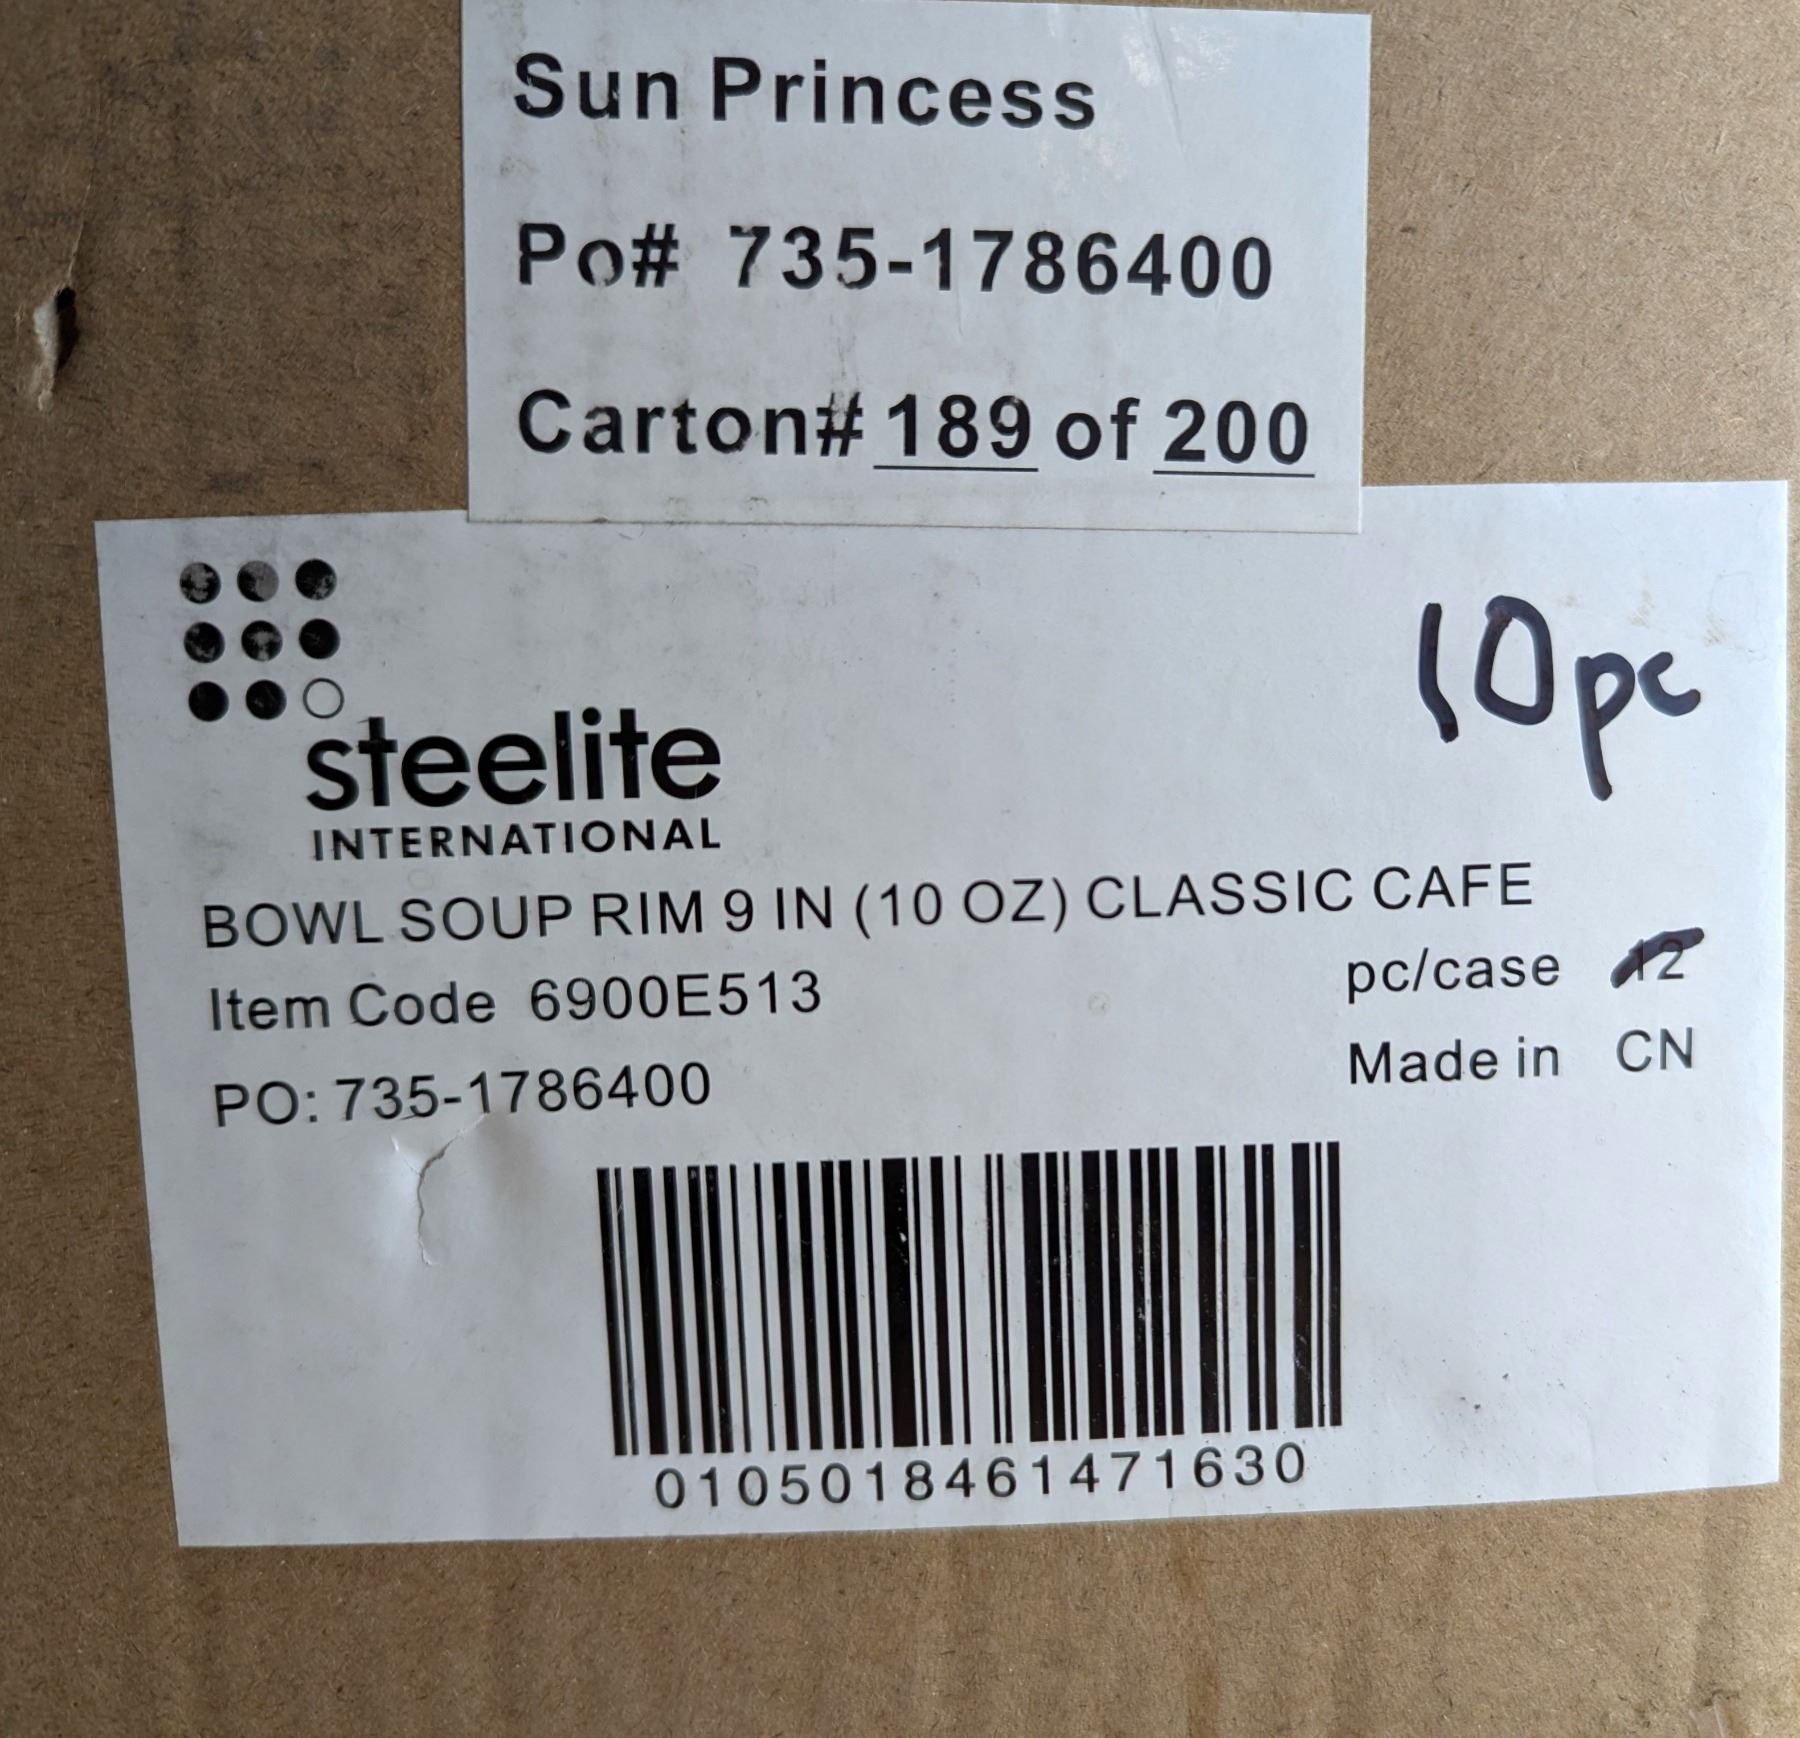 Sun Princess
Po# 735-1786400
Carton# 189 of 200
10pc
steelite
INTERNATIONAL
BOWL SOUP RIM 9 IN (10 OZ) CLASSIC CAFE
Item Code 6900E513
pc/case 12
PO: 735-1786400
Made in CN
0105018461471630